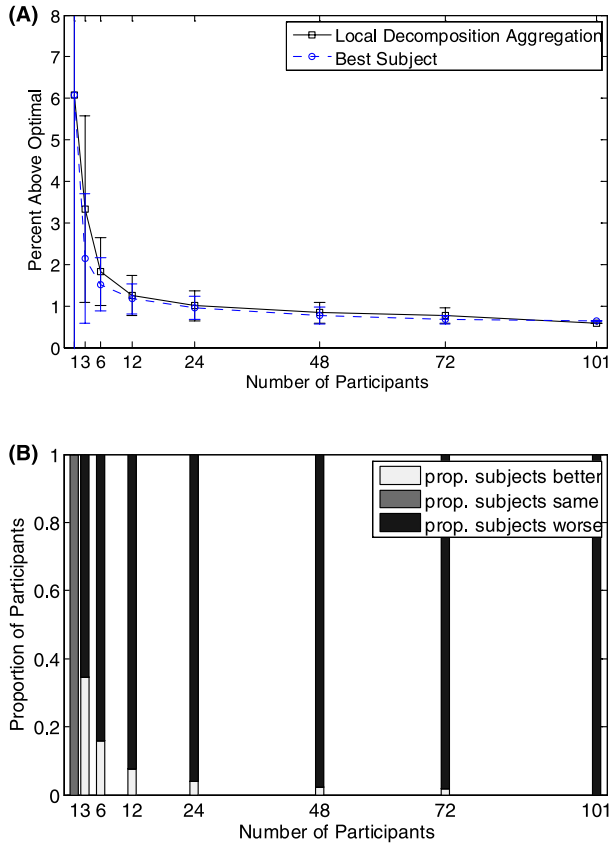 (A)
8
7
6
5
4
3
2
1
0
Percent Above Optimal
Local Decomposition Aggregation
Best Subject
1 3 6 12 24 48 72 101
Number of Participants
(B)
1
0.8
0.6
0.4
0.2
0
Proportion of Participants
prop. subjects better
prop. subjects same
prop. subjects worse
1 3 6 12 24 48 72 101
Number of Participants